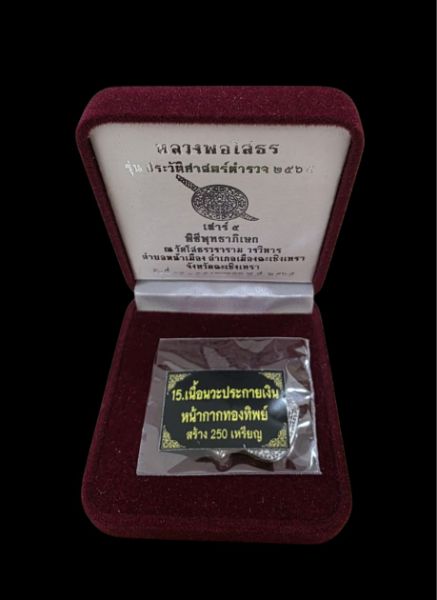 หลวงพ่อโสธร
รุ่น ประวัติศาสตร์ตำรวจ
เสาร์ ๕
พิธีพุทธาภิเษก
ณ วัดโสธรวราราม วรวิหาร
ตำบลหน้าเมือง อำเภอเมืองฉะเชิงเทรา
จังหวัดฉะเชิงเทรา
15.เนื้อนวะประกายเงิน
หน้ากากทองทิพย์
สร้าง 250 เหรียญ